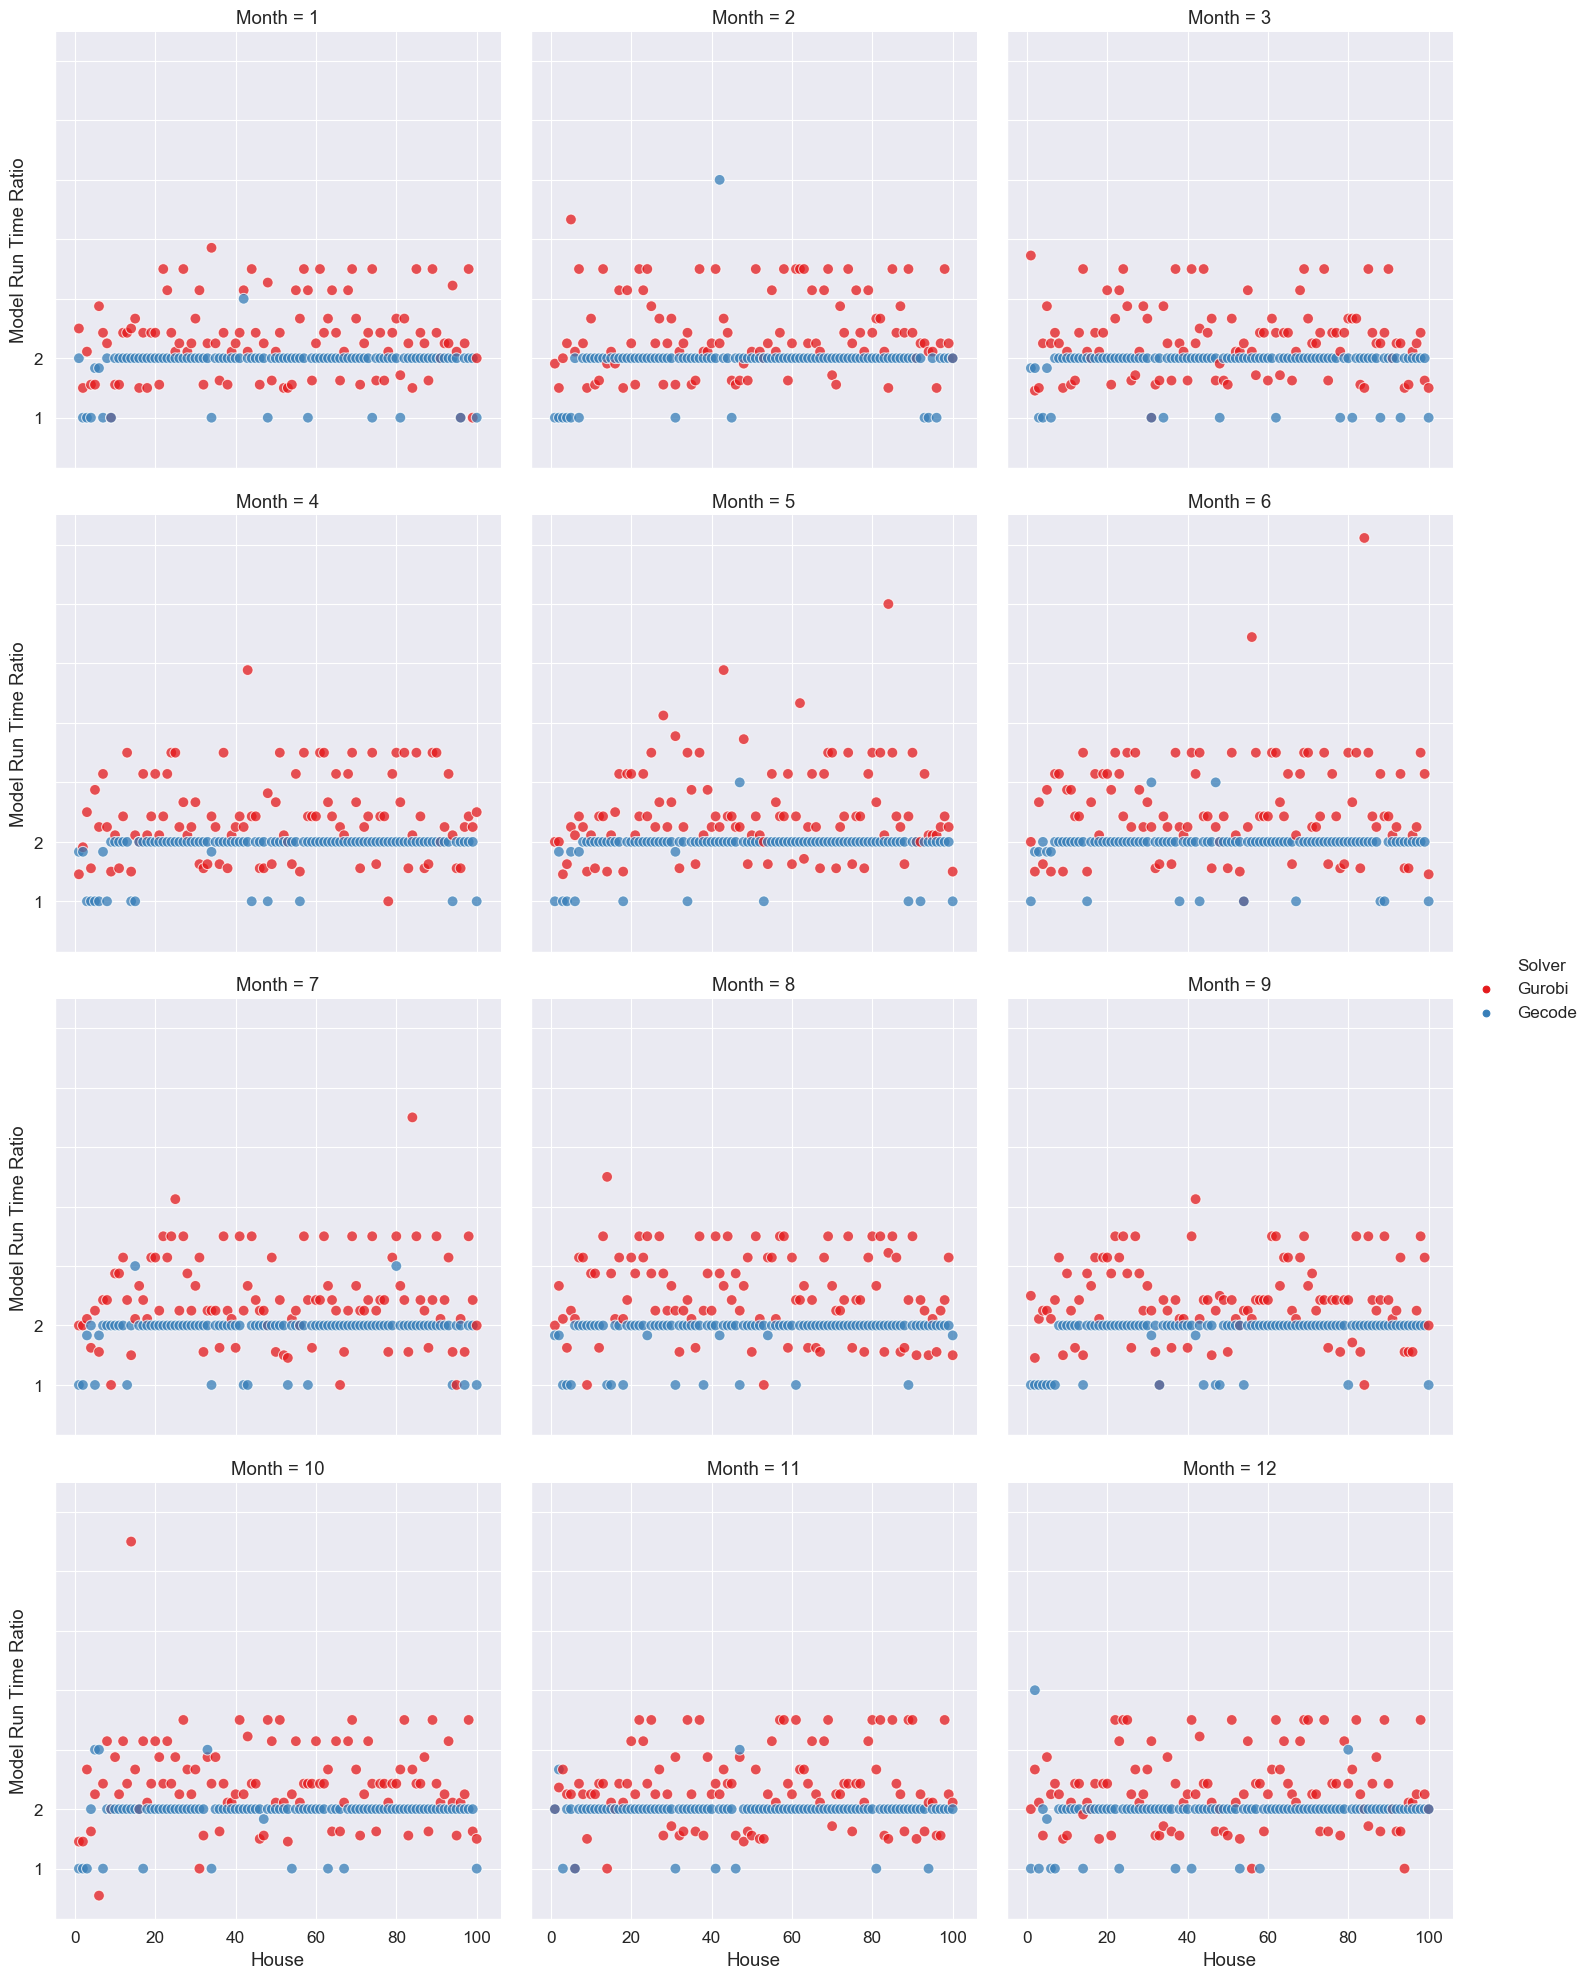 Month = 1
Month = 2
Month = 3
Model Run Time Ratio
2
1
Month = 4
Month = 5
Month = 6
Model Run Time Ratio
2
1
Solver
Gurobi
Gecode
Month = 7
Month = 8
Month = 9
Model Run Time Ratio
2
1
Month = 10
Month = 11
Month = 12
Model Run Time Ratio
2
1
0 20 40 60 80 100
0 20 40 60 80 100
0 20 40 60 80 100
House
House
House